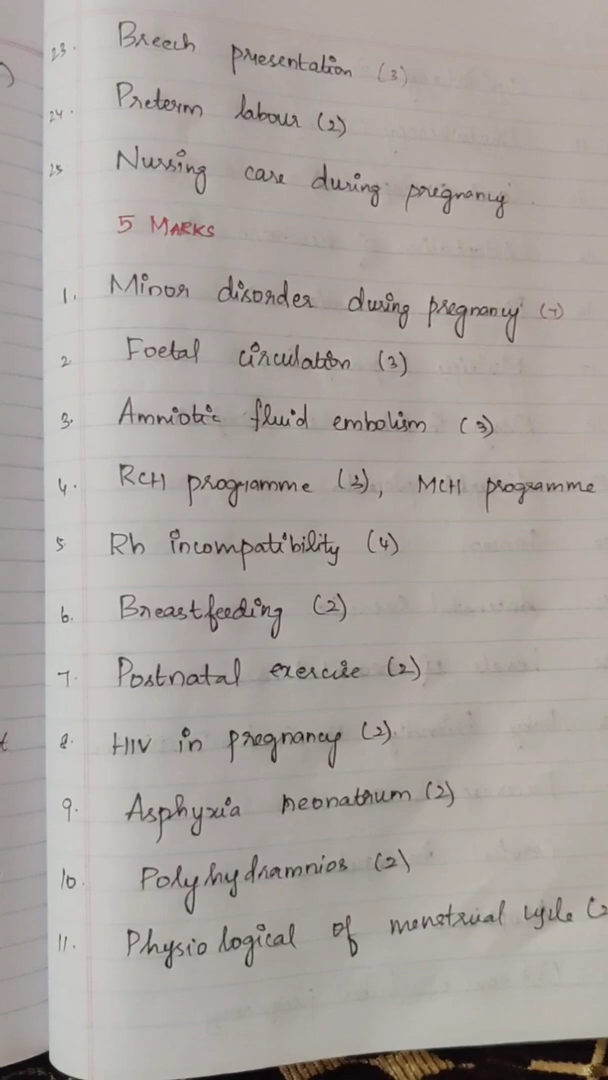 23. Breech presentation (3)
24. Preterm labour (2)
25 Nursing care during pregnancy
5 MARKS
1. Minor disorder during pregnancy
2 Foetal circulation (3)
3. Amniotic fluid embolism (3)
4. RCH programme (3), MCH programme
5 Rh incompatibility (4)
6. Breastfeeding (2)
7. Postnatal exercise (2)
8. HIV in pregnancy (2)
9. Asphyxia neonatrum (2)
10. Polyhydramnios (2)
11. Physiological of menstrual cycle (2